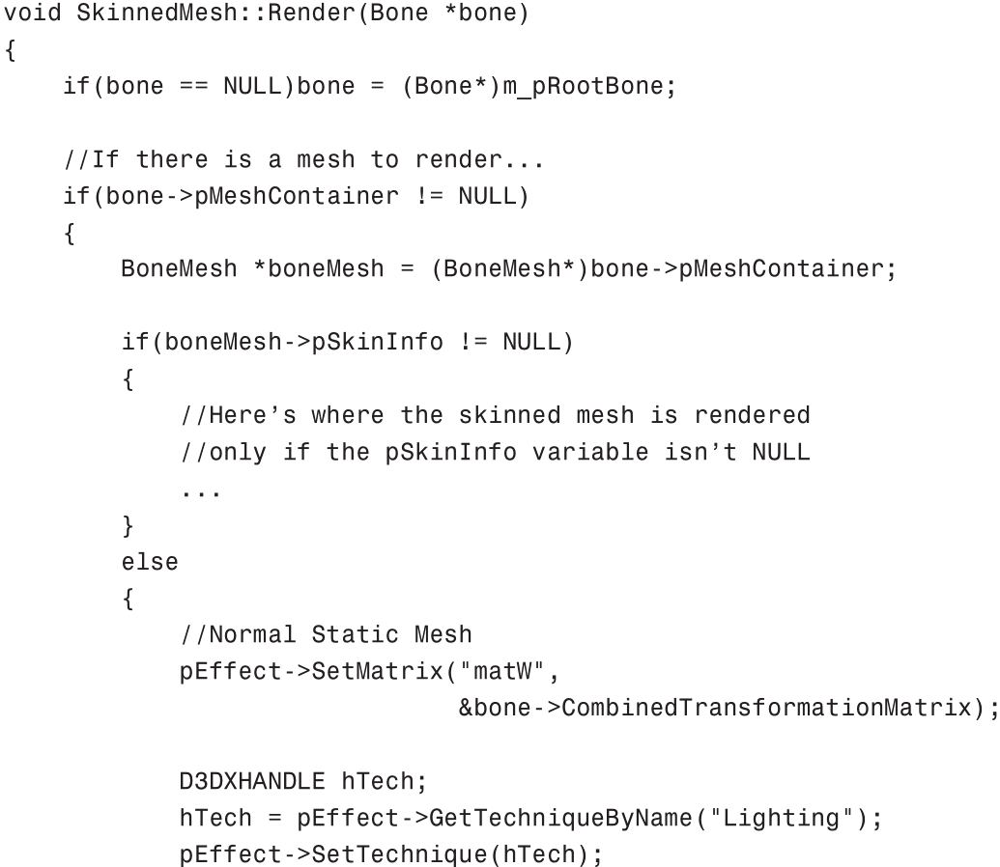 void SkinnedMesh::Render(Bone *bone)
{
    if(bone == NULL)bone = (Bone*)m_pRootBone;

    //If there is a mesh to render...
    if(bone->pMeshContainer != NULL)
    {
        BoneMesh *boneMesh = (BoneMesh*)bone->pMeshContainer;

        if(boneMesh->pSkinInfo != NULL)
        {
            //Here’s where the skinned mesh is rendered
            //only if the pSkinInfo variable isn’t NULL
            ...
        }
        else
        {
            //Normal Static Mesh
            pEffect->SetMatrix("matW",
                               &bone->CombinedTransformationMatrix);

            D3DXHANDLE hTech;
            hTech = pEffect->GetTechniqueByName("Lighting");
            pEffect->SetTechnique(hTech);